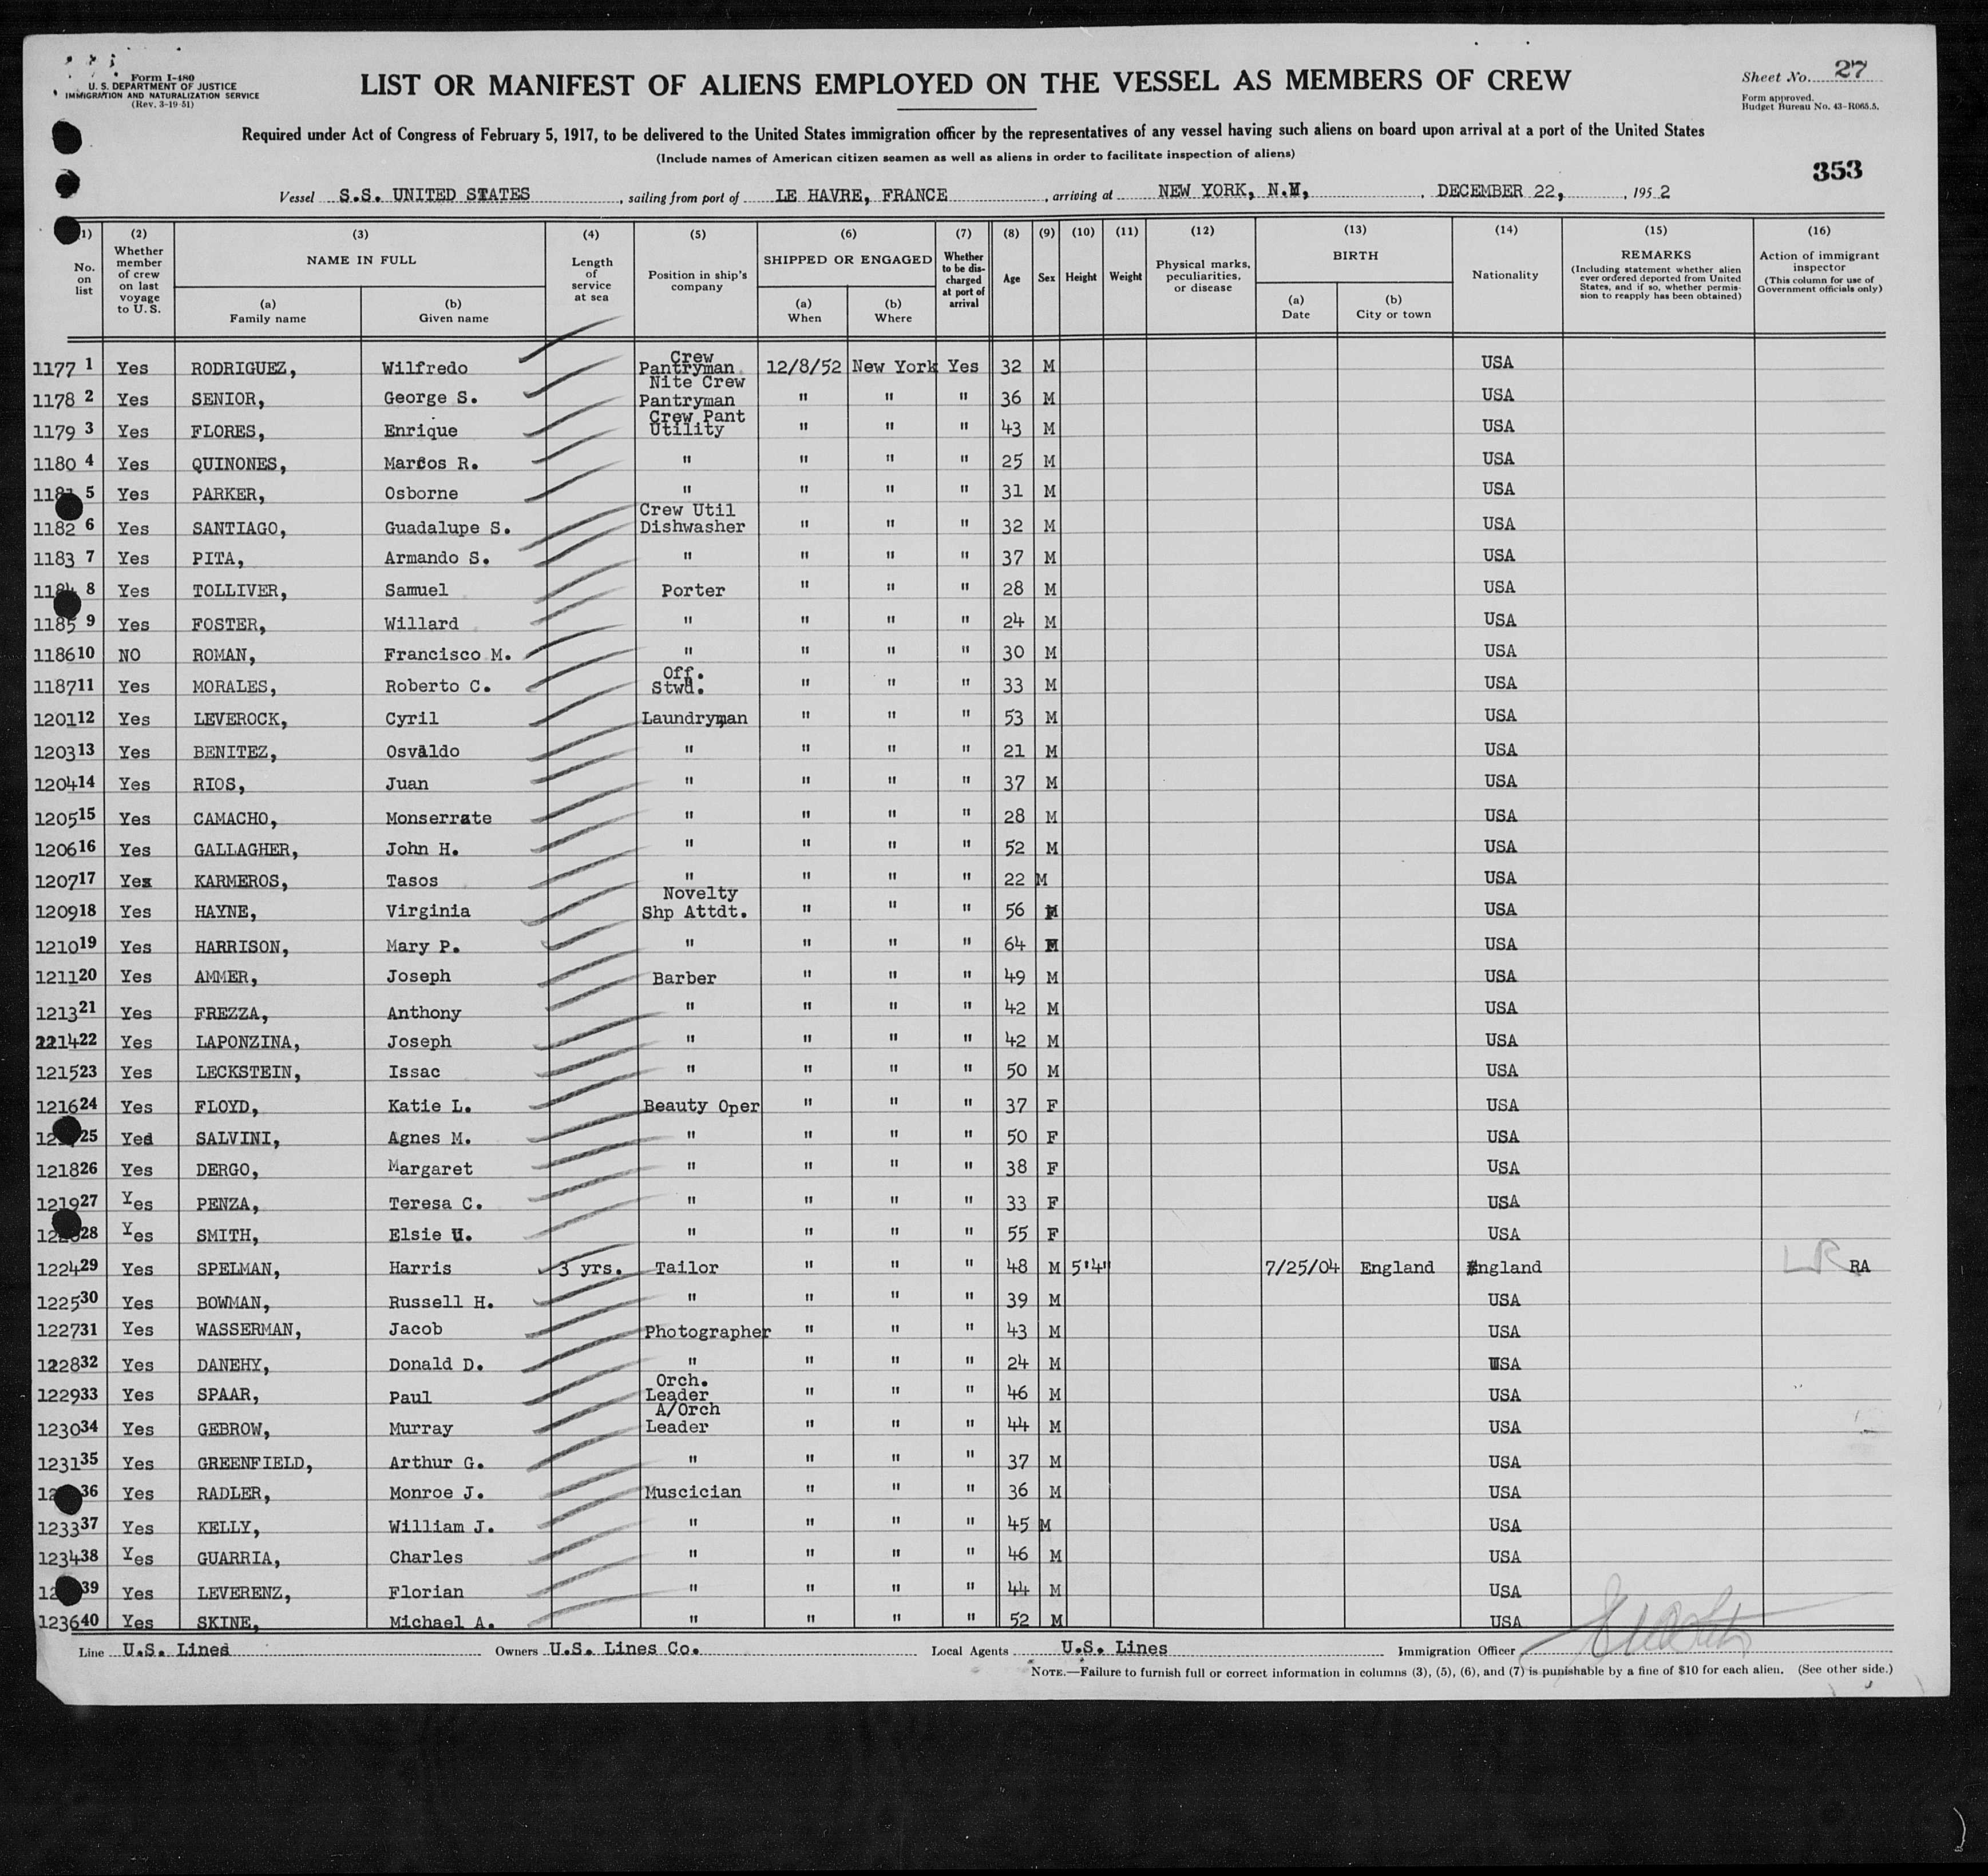 Form I-480
U. S. DEPARTMENT OF JUSTICE
IMMIGRATION AND NATURALIZATION SERVICE
(Rev. 3-19-51)
LIST OR MANIFEST OF ALIENS EMPLOYED ON THE VESSEL AS MEMBERS OF CREW
Sheet No. 27
Form approved.
Budget Bureau No. 43-R065.5.
Required under Act of Congress of February 5, 1917, to be delivered to the United States immigration officer by the representatives of any vessel having such aliens on board upon arrival at a port of the United States
(Include names of American citizen seamen as well as aliens in order to facilitate inspection of aliens)
353
Vessel S.S. UNITED STATES, sailing from port of LE HAVRE, FRANCE, arriving at NEW YORK, N.Y., DECEMBER 22, 1952
(1) No. on list
(2) Whether member of crew on last voyage to U. S.
(3) NAME IN FULL (a) Family name (b) Given name
(4) Length of service at sea
(5) Position in ship's company
(6) SHIPPED OR ENGAGED (a) When (b) Where
(7) Whether to be discharged at port of arrival
(8) Age
(9) Sex
(10) Height
(11) Weight
(12) Physical marks, peculiarities, or disease
(13) BIRTH (a) Date (b) City or town
(14) Nationality
(15) REMARKS (Including statement whether alien ever ordered deported from United States, and if so, whether permission to reapply has been obtained)
(16) Action of immigrant inspector (This column for use of Government officials only)
1177 1 Yes RODRIGUEZ, Wilfredo Crew Pantryman 12/8/52 New York Yes 32 M USA
1178 2 Yes SENIOR, George S. Nite Crew Pantryman " " " 36 M USA
1179 3 Yes FLORES, Enrique Crew Pant Utility " " " 43 M USA
1180 4 Yes QUINONES, Marcos R. " " " " 25 M USA
1181 5 Yes PARKER, Osborne " " " " 31 M USA
1182 6 Yes SANTIAGO, Guadalupe S. Crew Util Dishwasher " " " 32 M USA
1183 7 Yes PITA, Armando S. " " " " 37 M USA
1184 8 Yes TOLLIVER, Samuel Porter " " " 28 M USA
1185 9 Yes FOSTER, Willard " " " " 24 M USA
1186 10 NO ROMAN, Francisco M. " " " " 30 M USA
1187 11 Yes MORALES, Roberto C. Off. Stwd. " " " 33 M USA
1201 12 Yes LEVEROCK, Cyril Laundryman " " " 53 M USA
1203 13 Yes BENITEZ, Osvaldo " " " " 21 M USA
1204 14 Yes RIOS, Juan " " " " 37 M USA
1205 15 Yes CAMACHO, Monserrate " " " " 28 M USA
1206 16 Yes GALLAGHER, John H. " " " " 52 M USA
1207 17 Yes KARMEROS, Tasos " " " " 22 M USA
1209 18 Yes HAYNE, Virginia Novelty Shp Attdt. " " " 56 F USA
1210 19 Yes HARRISON, Mary P. " " " " 64 F USA
1211 20 Yes AMMER, Joseph Barber " " " 49 M USA
1213 21 Yes FREZZA, Anthony " " " " 42 M USA
1214 22 Yes LAPONZINA, Joseph " " " " 42 M USA
1215 23 Yes LECKSTEIN, Issac " " " " 50 M USA
1216 24 Yes FLOYD, Katie L. Beauty Oper " " " 37 F USA
25 Yes SALVINI, Agnes M. " " " " 50 F USA
1218 26 Yes DERGO, Margaret " " " " 38 F USA
1219 27 Yes PENZA, Teresa C. " " " " 33 F USA
28 Yes SMITH, Elsie U. " " " " 55 F USA
1224 29 Yes SPELMAN, Harris 3 yrs. Tailor " " " 48 M 5'4" 7/25/04 England England LR RA
1225 30 Yes BOWMAN, Russell H. " " " " 39 M USA
1227 31 Yes WASSERMAN, Jacob Photographer " " " 43 M USA
1228 32 Yes DANEHY, Donald D. " " " " 24 M USA
1229 33 Yes SPAAR, Paul Orch. Leader " " " 46 M USA
1230 34 Yes GEBROW, Murray A/Orch Leader " " " 44 M USA
1231 35 Yes GREENFIELD, Arthur G. " " " " 37 M USA
36 Yes RADLER, Monroe J. Muscician " " " 36 M USA
1233 37 Yes KELLY, William J. " " " " 45 M USA
1234 38 Yes GUARRIA, Charles " " " " 46 M USA
39 Yes LEVERENZ, Florian " " " " 44 M USA
1236 40 Yes SKINE, Michael A. " " " " 52 M USA
Line U.S. Lines Owners U.S. Lines Co. Local Agents U.S. Lines Immigration Officer
NOTE.—Failure to furnish full or correct information in columns (3), (5), (6), and (7) is punishable by a fine of $10 for each alien. (See other side.)